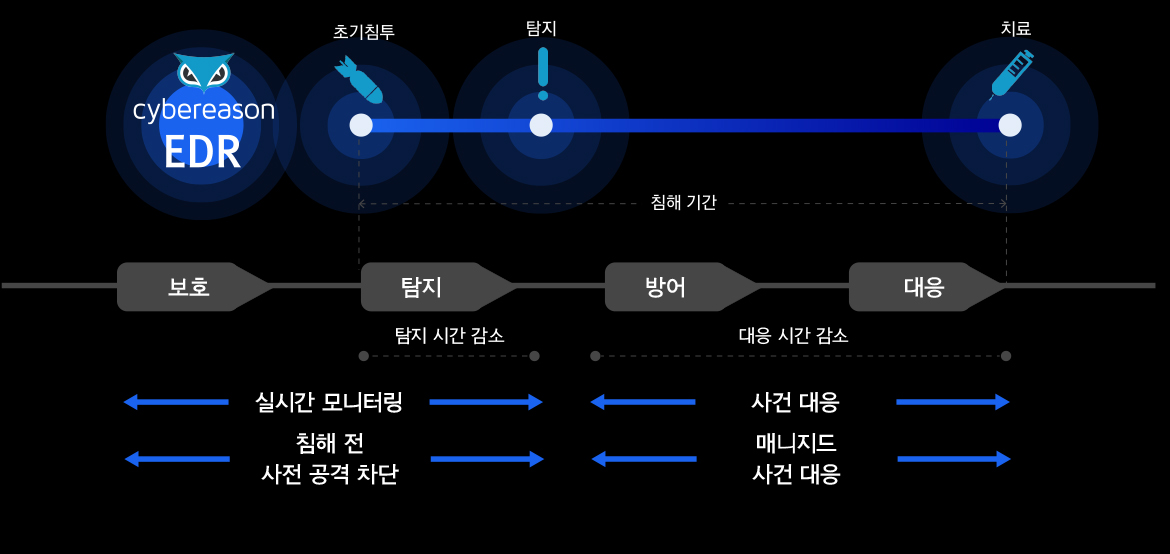 초기침투
탐지
치료
cybereason
EDR
침해 기간
보호
탐지
방어
대응
탐지 시간 감소
대응 시간 감소
실시간 모니터링
사건 대응
침해 전
사전 공격 차단
매니지드
사건 대응